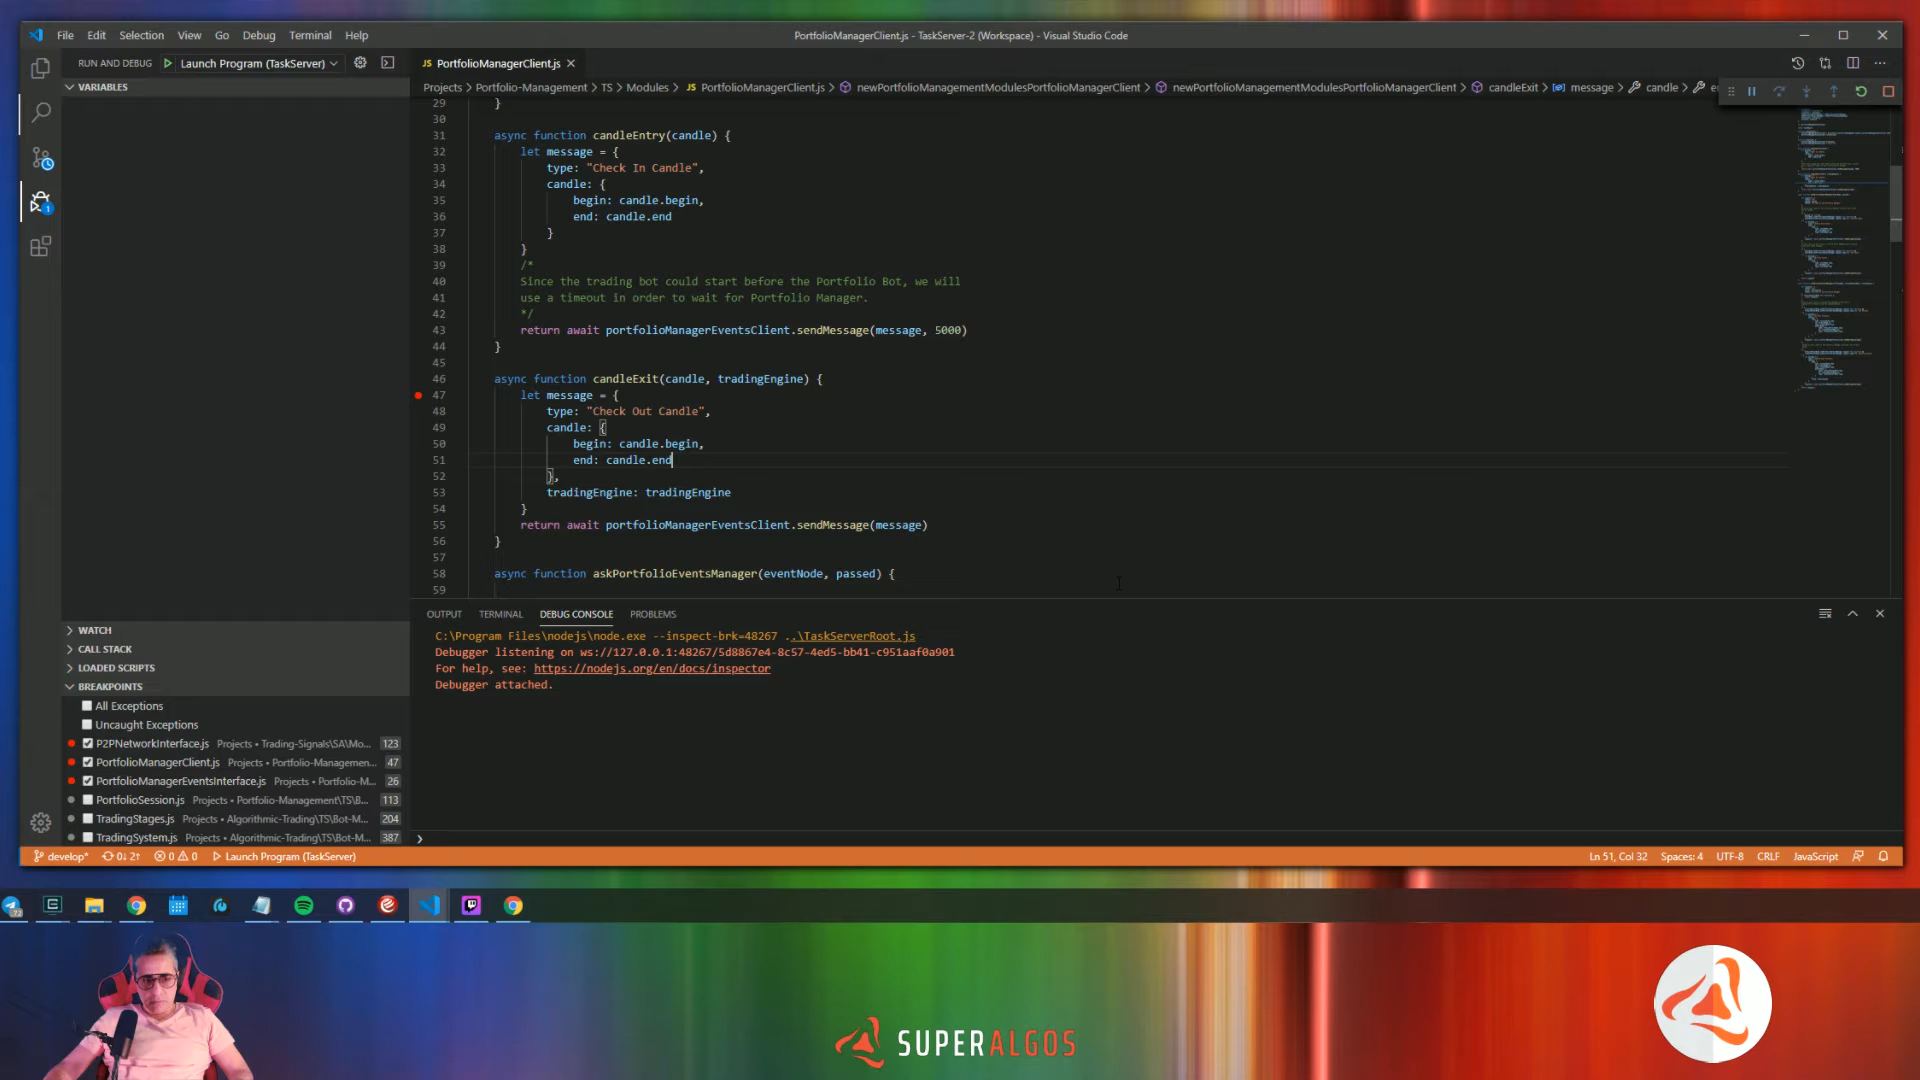 File Edit Selection View Go Debug Terminal Help
PortfolioManagerClient.js - TaskServer-2 (Workspace) - Visual Studio Code
RUN AND DEBUG Launch Program (TaskServer)
JS PortfolioManagerClient.js
VARIABLES
Projects > Portfolio-Management > TS > Modules > JS PortfolioManagerClient.js > newPortfolioManagementModulesPortfolioManagerClient > newPortfolioManagementModulesPortfolioManagerClient > candleExit > message > candle >
29 }
30
31 async function candleEntry(candle) {
32 let message = {
33 type: "Check In Candle",
34 candle: {
35 begin: candle.begin,
36 end: candle.end
37 }
38 }
39 /*
40 Since the trading bot could start before the Portfolio Bot, we will
41 use a timeout in order to wait for Portfolio Manager.
42 */
43 return await portfolioManagerEventsClient.sendMessage(message, 5000)
44 }
45
46 async function candleExit(candle, tradingEngine) {
47 let message = {
48 type: "Check Out Candle",
49 candle: {
50 begin: candle.begin,
51 end: candle.end
52 },
53 tradingEngine: tradingEngine
54 }
55 return await portfolioManagerEventsClient.sendMessage(message)
56 }
57
58 async function askPortfolioEventsManager(eventNode, passed) {
59
OUTPUT TERMINAL DEBUG CONSOLE PROBLEMS
C:\Program Files\nodejs\node.exe --inspect-brk=48267 ..\TaskServerRoot.js
Debugger listening on ws://127.0.0.1:48267/5d8867e4-8c57-4ed5-bb41-c951aaf0a901
For help, see: https://nodejs.org/en/docs/inspector
Debugger attached.
WATCH
CALL STACK
LOADED SCRIPTS
BREAKPOINTS
All Exceptions
Uncaught Exceptions
P2PNetworkInterface.js Projects • Trading-Signals\SA\Mo... 123
PortfolioManagerClient.js Projects • Portfolio-Managemen... 47
PortfolioManagerEventsInterface.js Projects • Portfolio-M... 26
PortfolioSession.js Projects • Portfolio-Management\TS\B... 113
TradingStages.js Projects • Algorithmic-Trading\TS\Bot-M... 204
TradingSystem.js Projects • Algorithmic-Trading\TS\Bot-M... 387
develop* 0↓ 2↑ 0 0 Launch Program (TaskServer)
Ln 51, Col 32 Spaces: 4 UTF-8 CRLF JavaScript
72
SUPERALGOS